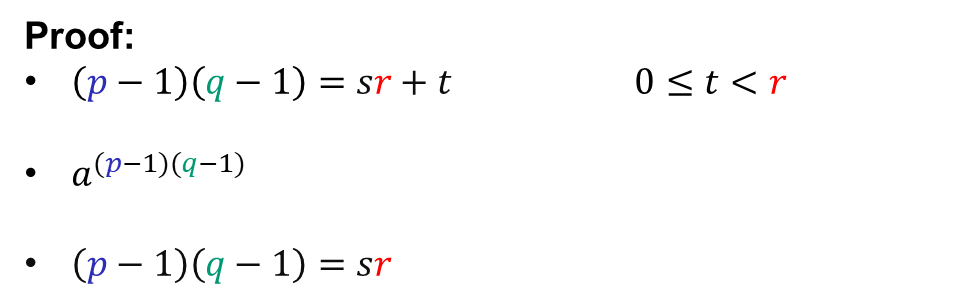 Proof:
• (p − 1)(q − 1) = sr + t 0 ≤ t < r
• a^{(p−1)(q−1)}
• (p − 1)(q − 1) = sr